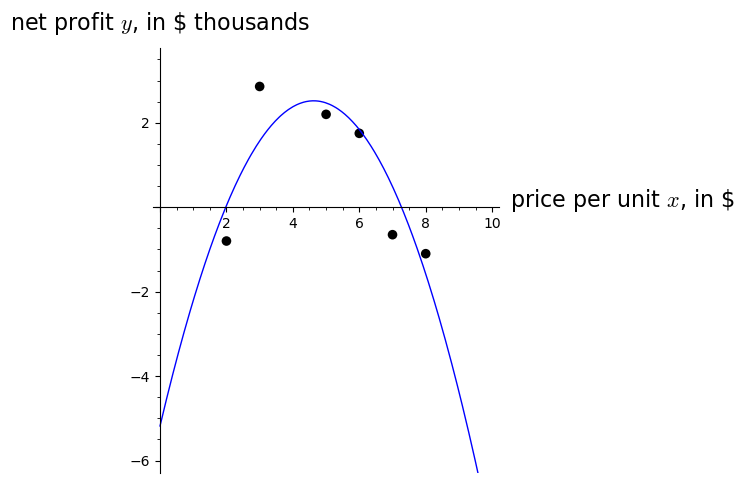 net profit y, in $ thousands
2
price per unit x, in $
2 4 6 8 10
−2
−4
−6